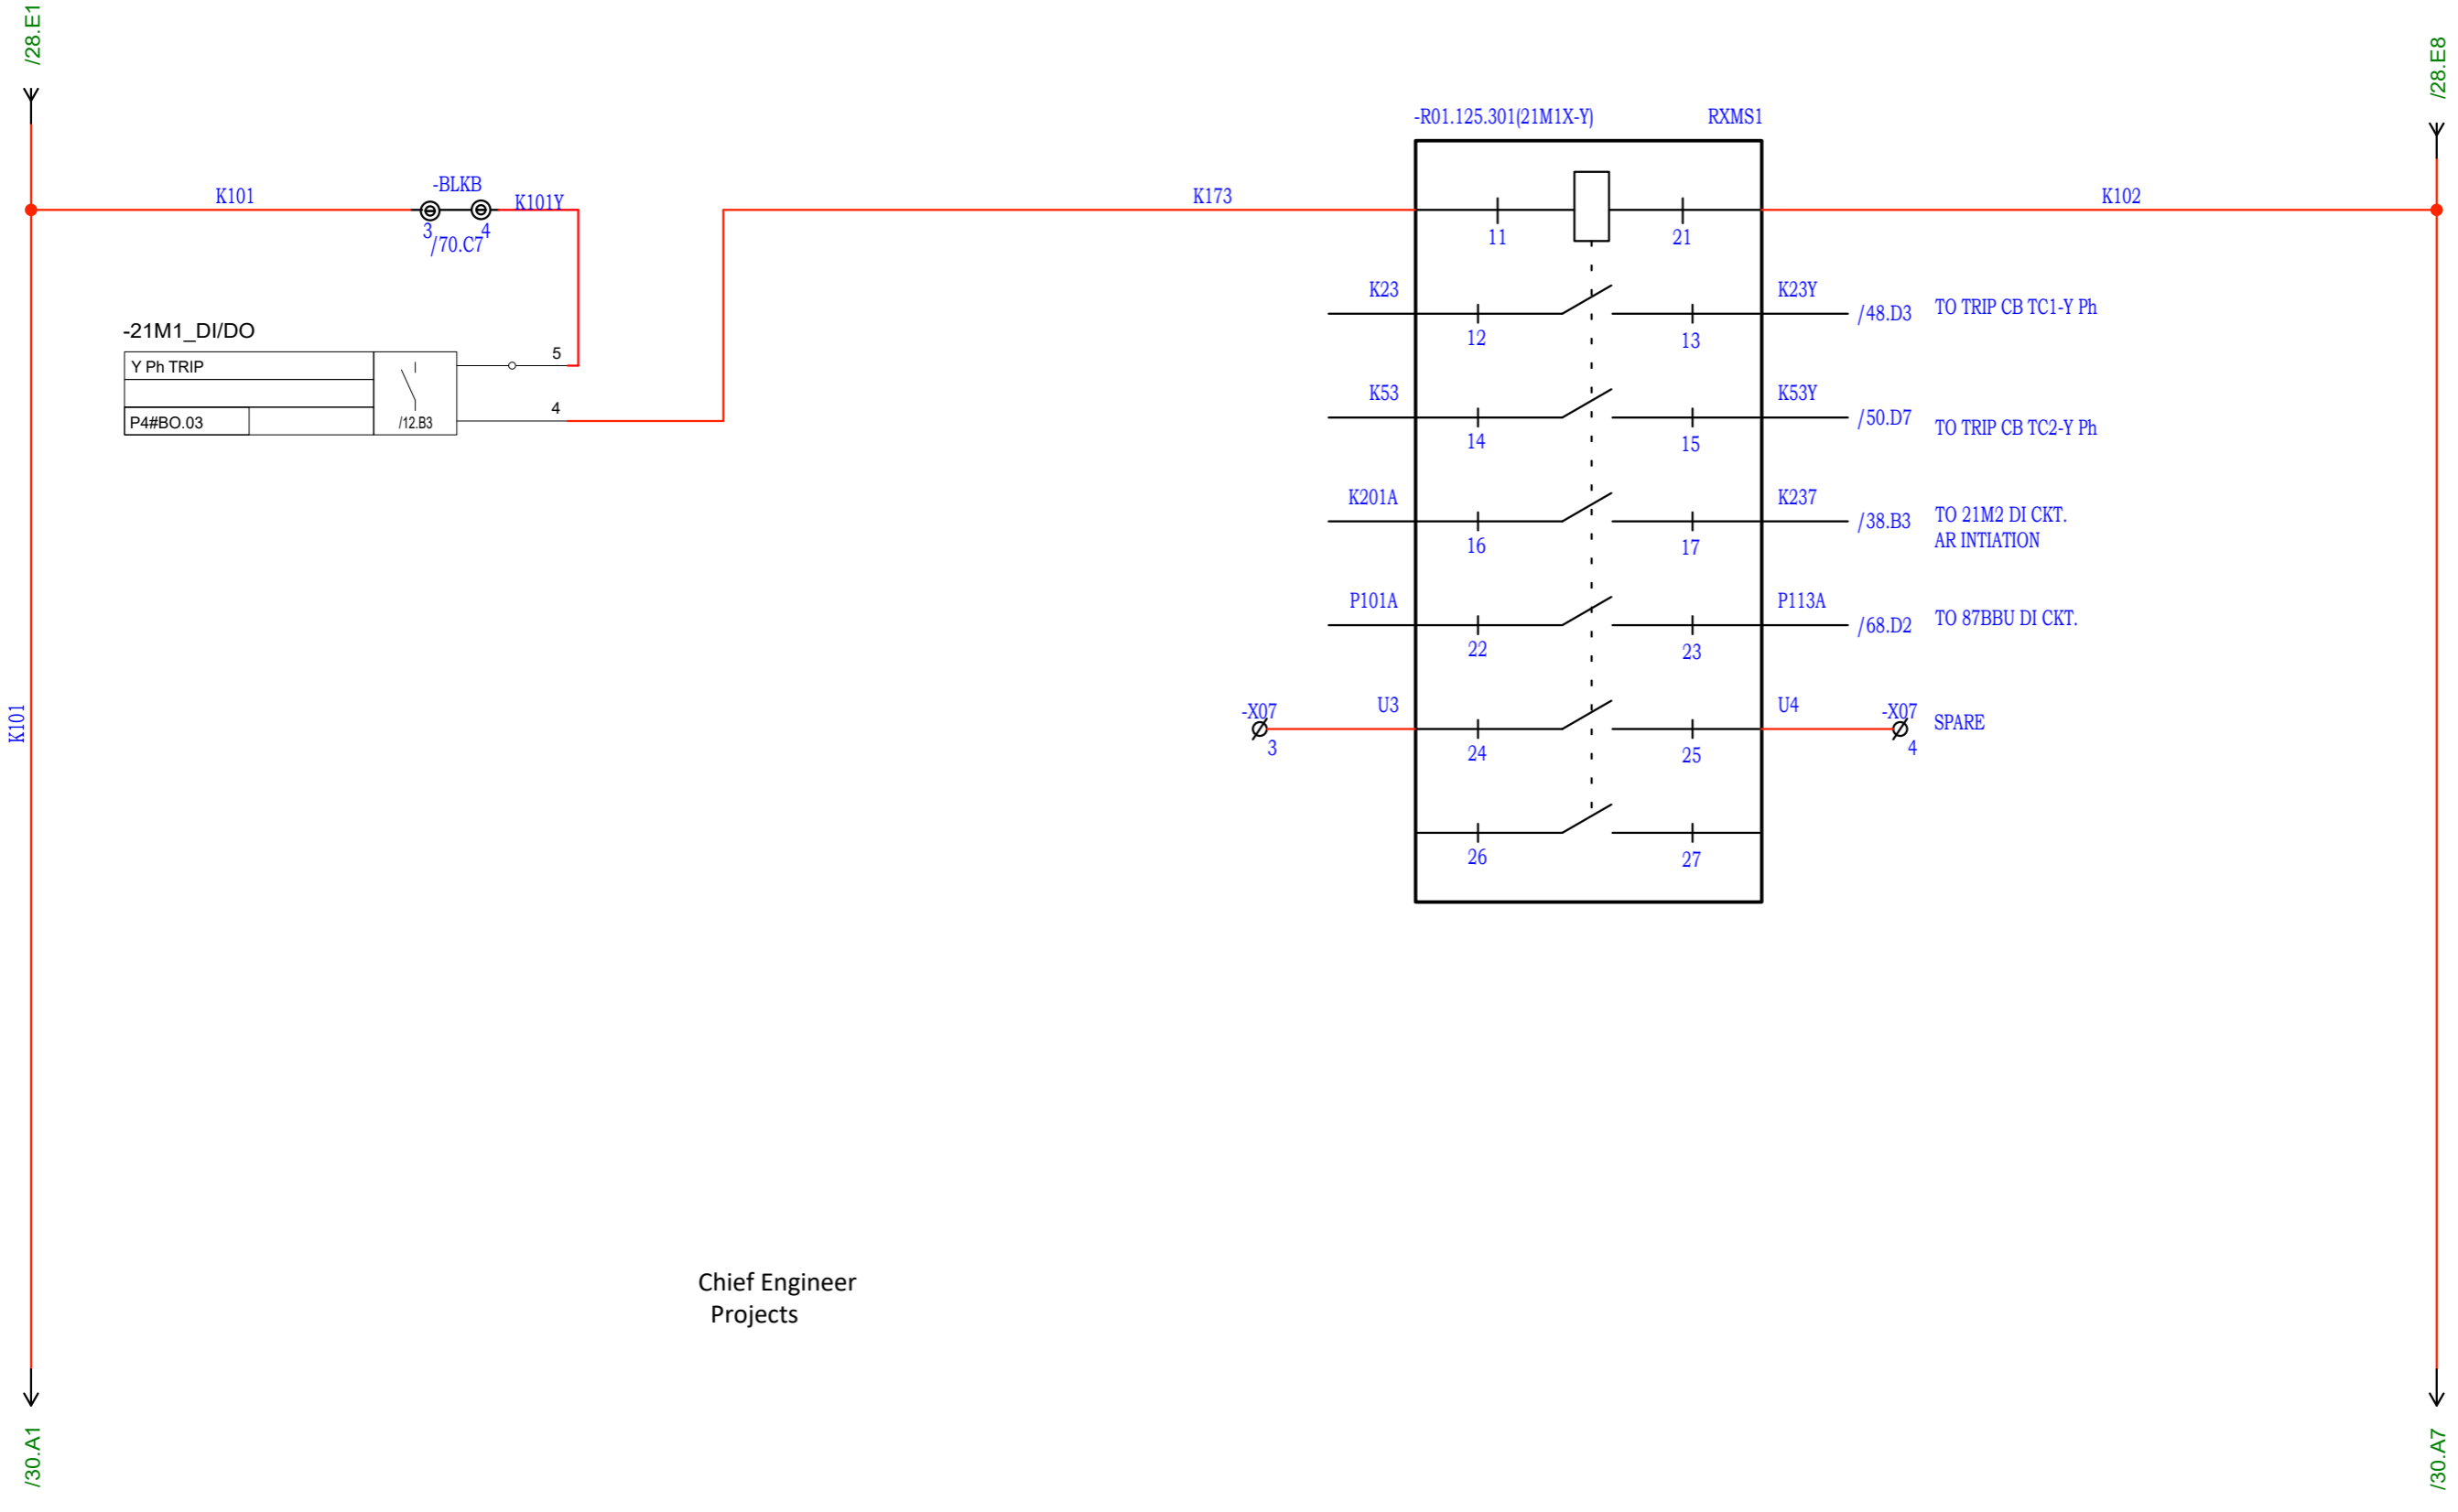 /28.E1
/28.E8
-R01.125.301(21M1X-Y) RXMS1
K101 -BLKB K101Y K173 K102
3 4
/70.C7
11 21
-21M1_DI/DO
Y Ph TRIP 5
P4#BO.03 /12.B3 4
K23 K23Y /48.D3 TO TRIP CB TC1-Y Ph
12 13
K53 K53Y /50.D7 TO TRIP CB TC2-Y Ph
14 15
K201A K237 /38.B3 TO 21M2 DI CKT.
AR INTIATION
16 17
P101A P113A /68.D2 TO 87BBU DI CKT.
22 23
-X07 U3 U4 -X07 SPARE
3 24 25 4
26 27
K101
Chief Engineer
Projects
/30.A1
/30.A7